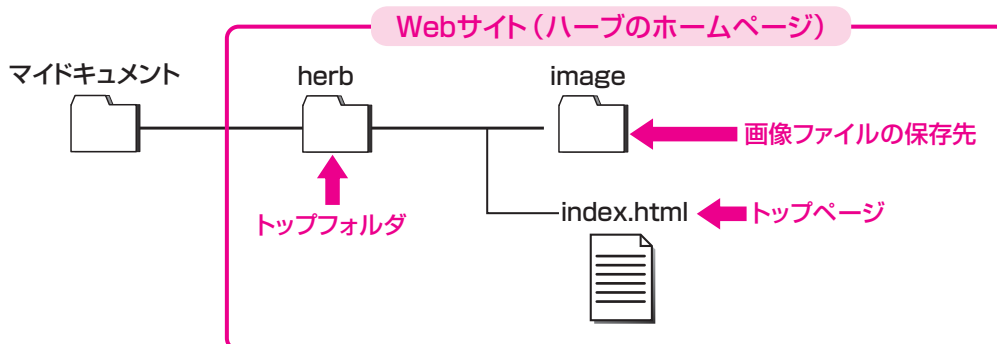 Webサイト（ハーブのホームページ）
マイドキュメント
herb
image
画像ファイルの保存先
トップフォルダ
index.html
トップページ